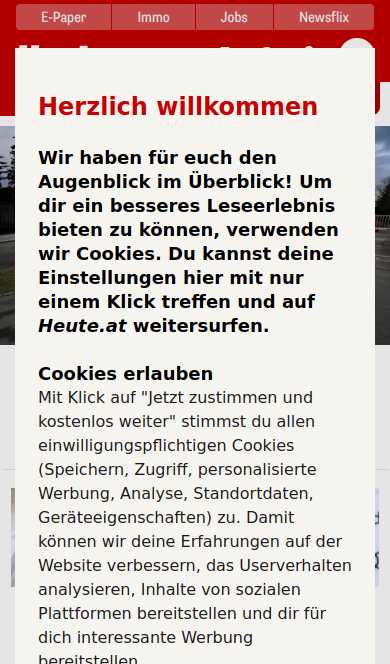 E-Paper Immo Jobs Newsflix
Herzlich willkommen
Wir haben für euch den
Augenblick im Überblick! Um
dir ein besseres Leseerlebnis
bieten zu können, verwenden
wir Cookies. Du kannst deine
Einstellungen hier mit nur
einem Klick treffen und auf
Heute.at weitersurfen.
Cookies erlauben
Mit Klick auf "Jetzt zustimmen und
kostenlos weiter" stimmst du allen
einwilligungspflichtigen Cookies
(Speichern, Zugriff, personalisierte
Werbung, Analyse, Standortdaten,
Geräteeigenschaften) zu. Damit
können wir deine Erfahrungen auf der
Website verbessern, das Userverhalten
analysieren, Inhalte von sozialen
Plattformen bereitstellen und dir für
dich interessante Werbung
bereitstellen